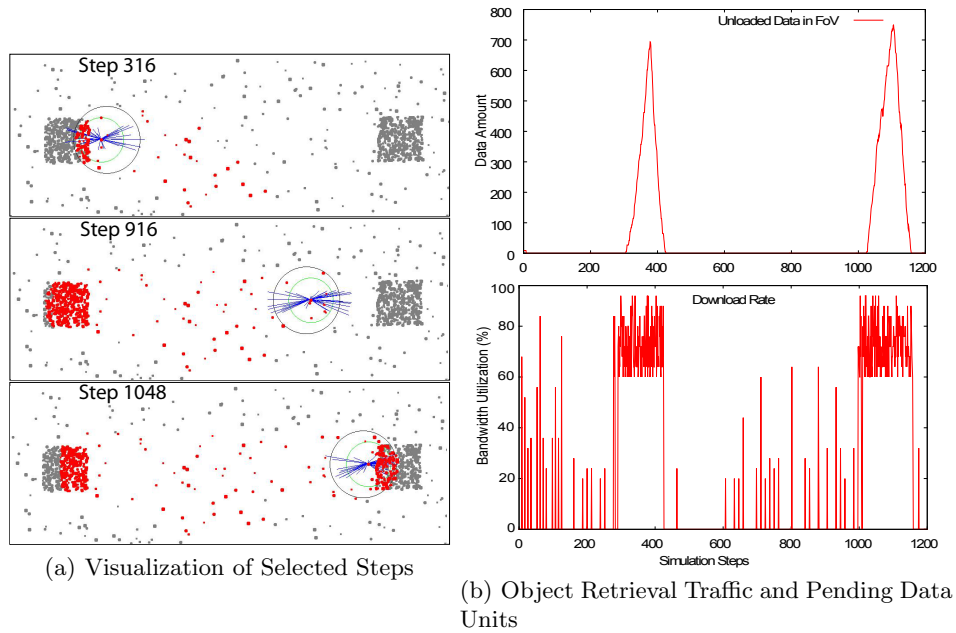 Step 316
Step 916
Step 1048
(a) Visualization of Selected Steps
Unloaded Data in FoV
Data Amount
800
700
600
500
400
300
200
100
0
0 200 400 600 800 1000 1200
Download Rate
Bandwidth Utilization (%)
100
80
60
40
20
0
0 200 400 600 800 1000 1200
Simulation Steps
(b) Object Retrieval Traffic and Pending Data
Units